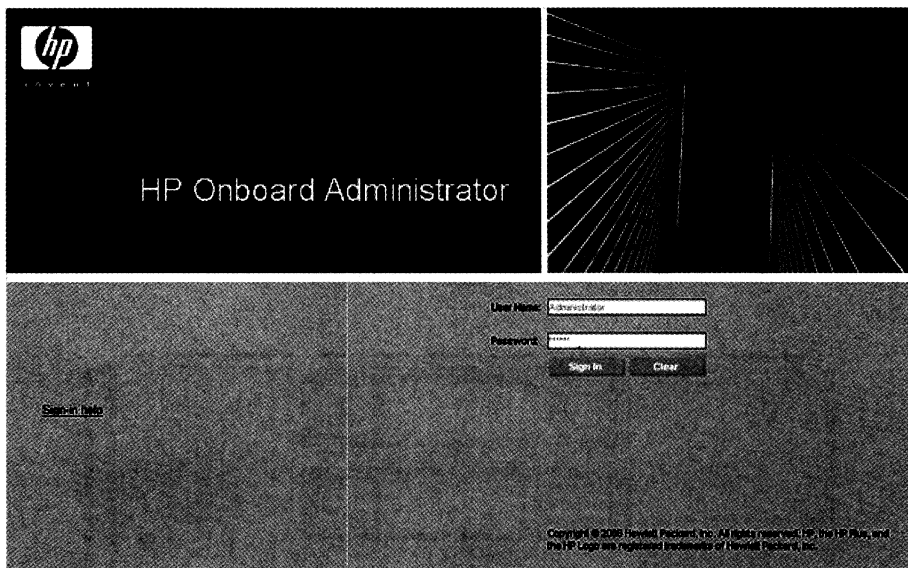 hp
invent
HP Onboard Administrator
User Name: Administrator
Password:
Sign In Clear
Sign-in help
Copyright © Hewlett Packard, Inc. All rights reserved. HP, the HP Plus, and
the HP Logo are registered trademarks of Hewlett Packard, Inc.